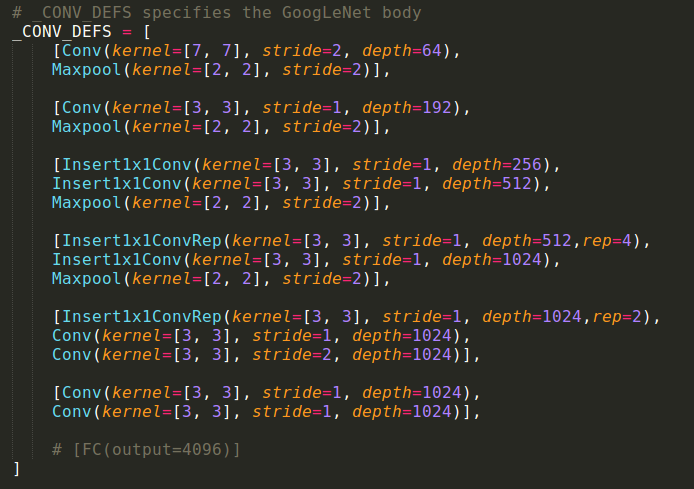 # _CONV_DEFS specifies the GoogLeNet body
_CONV_DEFS = [
    [Conv(kernel=[7, 7], stride=2, depth=64),
    Maxpool(kernel=[2, 2], stride=2)],

    [Conv(kernel=[3, 3], stride=1, depth=192),
    Maxpool(kernel=[2, 2], stride=2)],

    [Insert1x1Conv(kernel=[3, 3], stride=1, depth=256),
    Insert1x1Conv(kernel=[3, 3], stride=1, depth=512),
    Maxpool(kernel=[2, 2], stride=2)],

    [Insert1x1ConvRep(kernel=[3, 3], stride=1, depth=512,rep=4),
    Insert1x1Conv(kernel=[3, 3], stride=1, depth=1024),
    Maxpool(kernel=[2, 2], stride=2)],

    [Insert1x1ConvRep(kernel=[3, 3], stride=1, depth=1024,rep=2),
    Conv(kernel=[3, 3], stride=1, depth=1024),
    Conv(kernel=[3, 3], stride=2, depth=1024)],

    [Conv(kernel=[3, 3], stride=1, depth=1024),
    Conv(kernel=[3, 3], stride=1, depth=1024)],

    # [FC(output=4096)]
]